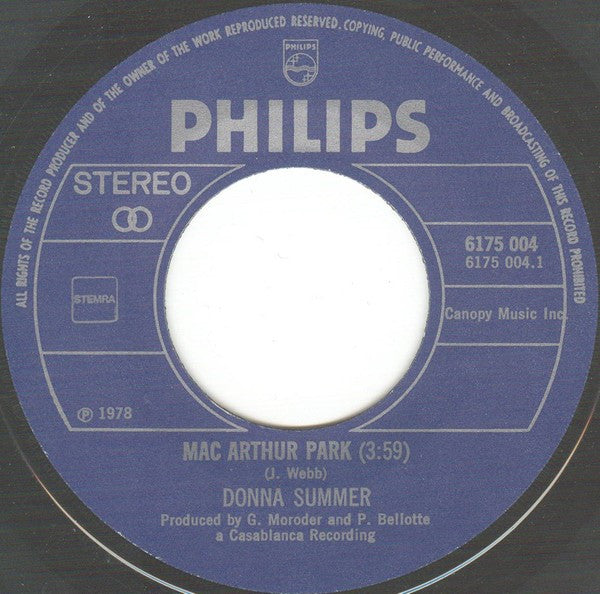 ALL RIGHTS OF THE RECORD PRODUCER AND OF THE OWNER OF THE WORK REPRODUCED RESERVED. COPYING, PUBLIC PERFORMANCE AND BROADCASTING OF THIS RECORD PROHIBITED
PHILIPS
PHILIPS
STEREO
6175 004
6175 004.1
STEMRA
Canopy Music Inc.
℗ 1978
MAC ARTHUR PARK (3:59)
(J. Webb)
DONNA SUMMER
Produced by G. Moroder and P. Bellotte
a Casablanca Recording